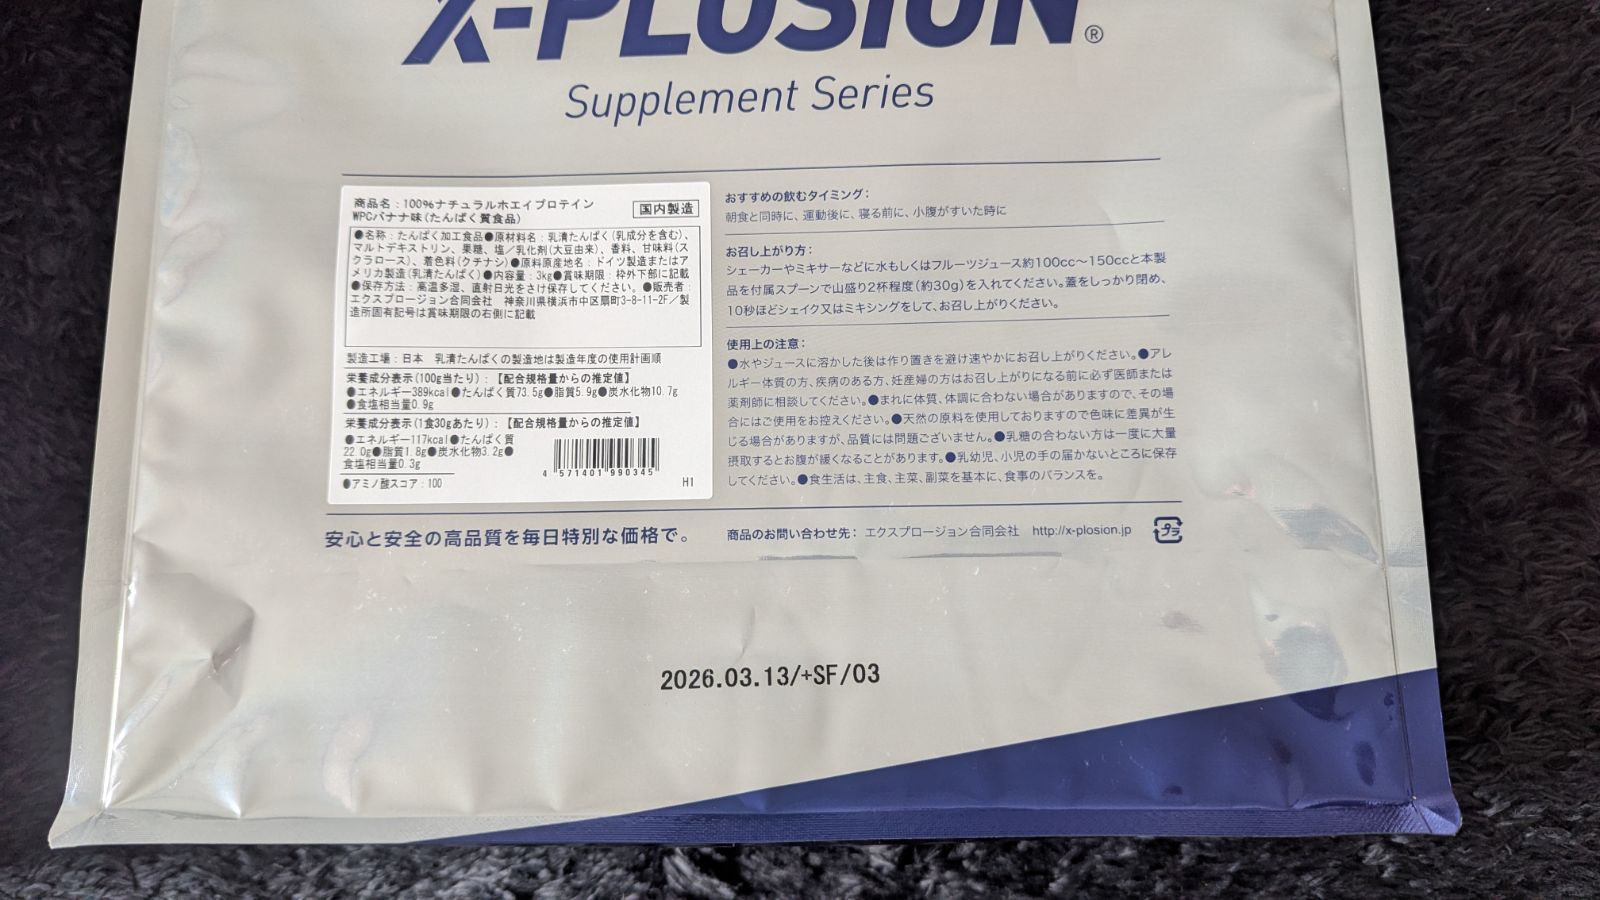 X-PLOSION®
Supplement Series
商品名:100%ナチュラルホエイプロテイン
WPCバナナ味(たんぱく質食品)
国内製造
●名称:たんぱく加工食品●原材料名:乳清たんぱく(乳成分を含む)、
マルトデキストリン、果糖、塩/乳化剤(大豆由来)、香料、甘味料(ス
クラロース)、着色料(クチナシ)●原料原産地名:ドイツ製造またはア
メリカ製造(乳清たんぱく)●内容量:3kg●賞味期限:枠外下部に記載
●保存方法:高温多湿、直射日光をさけ保存してください。●販売者:
エクスプロージョン合同会社 神奈川県横浜市中区扇町3-8-11-2F/製
造所固有記号は賞味期限の右側に記載
製造工場:日本 乳清たんぱくの製造地は製造年度の使用計画順
栄養成分表示(100g当たり):【配合規格量からの推定値】
●エネルギー389kcal●たんぱく質73.5g●脂質5.9g●炭水化物10.7g
●食塩相当量0.9g
栄養成分表示(1食30gあたり):【配合規格量からの推定値】
●エネルギー117kcal●たんぱく質
22.0g●脂質1.8g●炭水化物3.2g●
食塩相当量0.3g
●アミノ酸スコア:100
4 571401 990345
H1
おすすめの飲むタイミング:
朝食と同時に、運動後に、寝る前に、小腹がすいた時に
お召し上がり方:
シェーカーやミキサーなどに水もしくはフルーツジュース約100cc〜150ccと本製
品を付属スプーンで山盛り2杯程度(約30g)を入れてください。蓋をしっかり閉め、
10秒ほどシェイク又はミキシングをして、お召し上がりください。
使用上の注意:
●水やジュースに溶かした後は作り置きを避け速やかにお召し上がりください。●アレ
ルギー体質の方、疾病のある方、妊産婦の方はお召し上がりになる前に必ず医師または
薬剤師に相談してください。●まれに体質、体調に合わない場合がありますので、その場
合にはご使用をお控えください。●天然の原料を使用しておりますので色味に差異が生
じる場合がありますが、品質には問題ございません。●乳糖の合わない方は一度に大量
摂取するとお腹が緩くなることがあります。●乳幼児、小児の手の届かないところに保存
してください。●食生活は、主食、主菜、副菜を基本に、食事のバランスを。
安心と安全の高品質を毎日特別な価格で。
商品のお問い合わせ先: エクスプロージョン合同会社 http://x-plosion.jp
プラ
2026.03.13/+SF/03